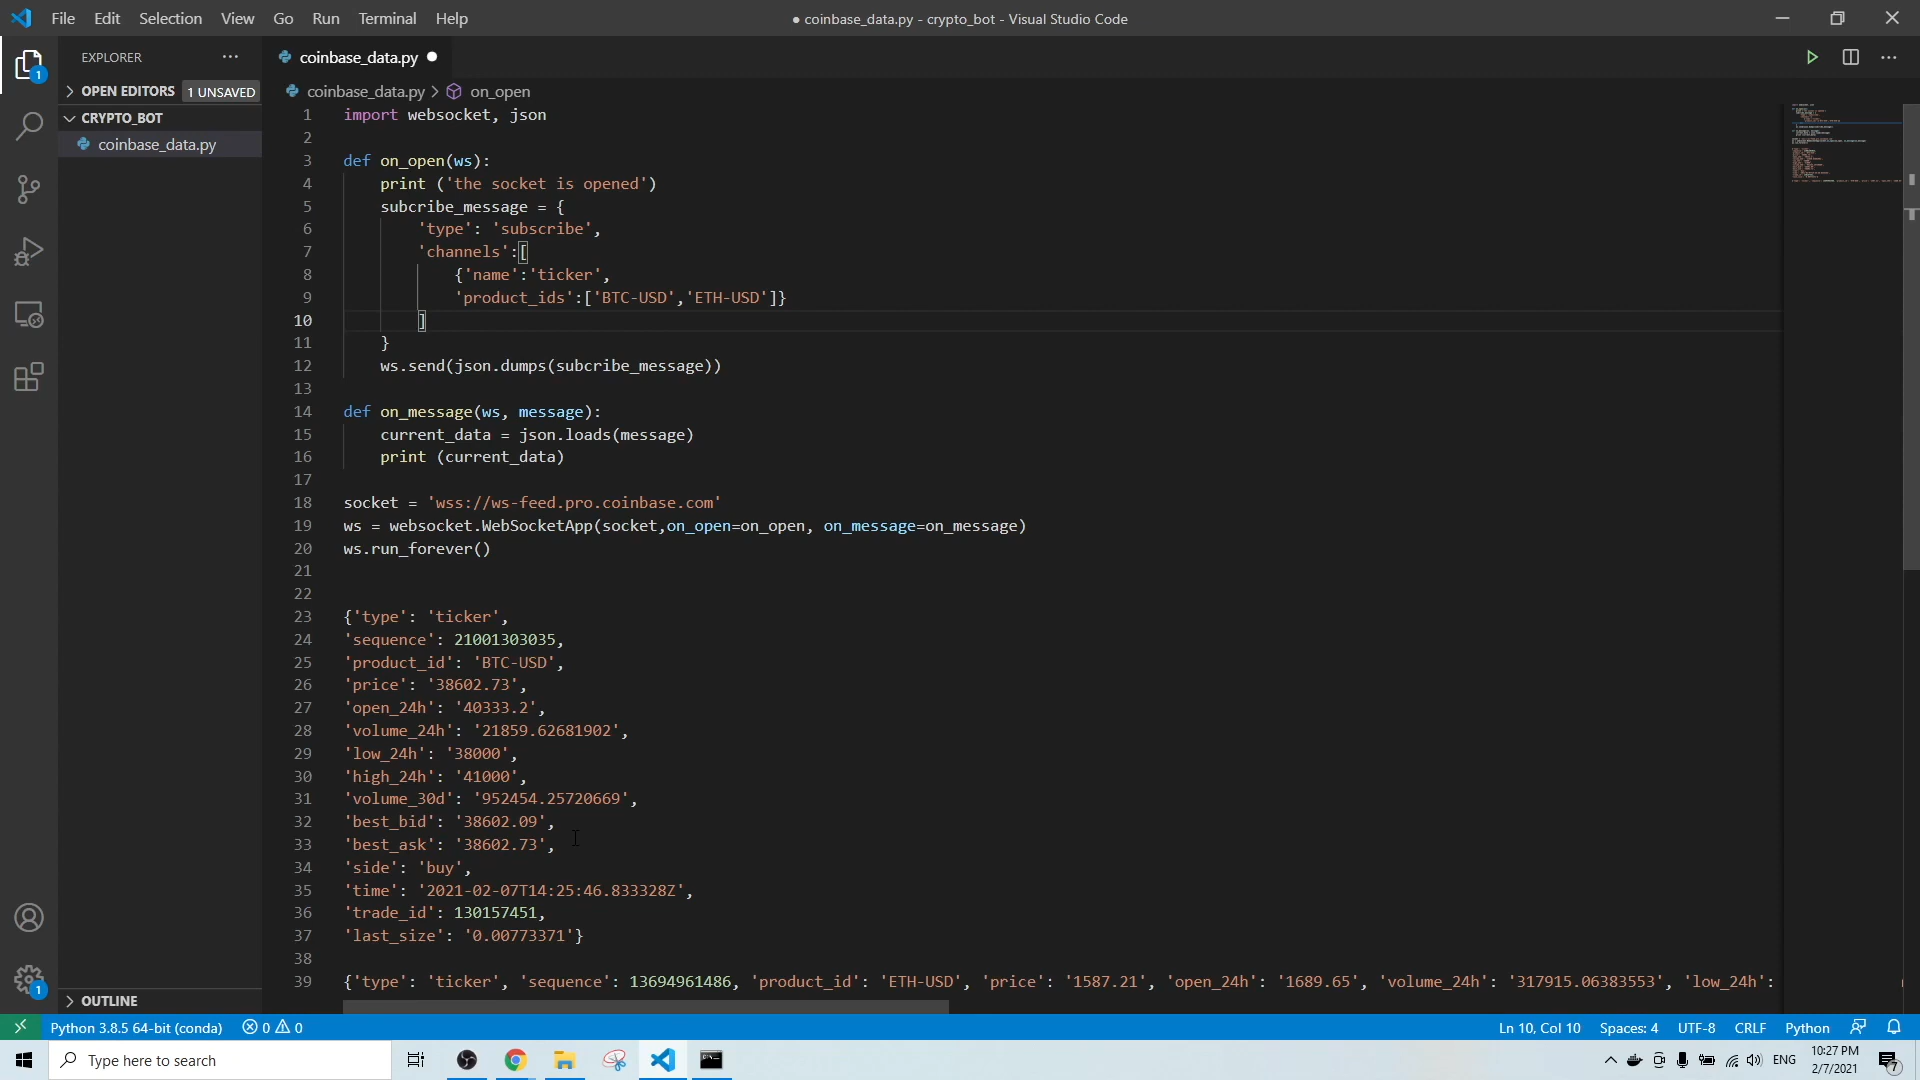 File Edit Selection View Go Run Terminal Help
● coinbase_data.py - crypto_bot - Visual Studio Code
EXPLORER
OPEN EDITORS 1 UNSAVED
CRYPTO_BOT
coinbase_data.py
OUTLINE
1
1
coinbase_data.py
coinbase_data.py > on_open
1 import websocket, json
2
3 def on_open(ws):
4 print ('the socket is opened')
5 subcribe_message = {
6 'type': 'subscribe',
7 'channels':[
8 {'name':'ticker',
9 'product_ids':['BTC-USD','ETH-USD']}
10 ]
11 }
12 ws.send(json.dumps(subcribe_message))
13
14 def on_message(ws, message):
15 current_data = json.loads(message)
16 print (current_data)
17
18 socket = 'wss://ws-feed.pro.coinbase.com'
19 ws = websocket.WebSocketApp(socket,on_open=on_open, on_message=on_message)
20 ws.run_forever()
21
22
23 {'type': 'ticker',
24 'sequence': 21001303035,
25 'product_id': 'BTC-USD',
26 'price': '38602.73',
27 'open_24h': '40333.2',
28 'volume_24h': '21859.62681902',
29 'low_24h': '38000',
30 'high_24h': '41000',
31 'volume_30d': '952454.25720669',
32 'best_bid': '38602.09',
33 'best_ask': '38602.73',
34 'side': 'buy',
35 'time': '2021-02-07T14:25:46.833328Z',
36 'trade_id': 130157451,
37 'last_size': '0.00773371'}
38
39 {'type': 'ticker', 'sequence': 13694961486, 'product_id': 'ETH-USD', 'price': '1587.21', 'open_24h': '1689.65', 'volume_24h': '317915.06383553', 'low_24h':
Python 3.8.5 64-bit (conda) 0 0 Ln 10, Col 10 Spaces: 4 UTF-8 CRLF Python
Type here to search
ENG 10:27 PM
2/7/2021
7